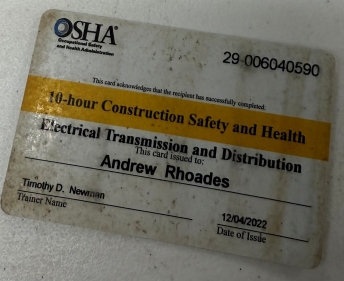 OSHA®
Occupational Safety
and Health Administration
29-006040590
This card acknowledges that the recipient has successfully completed:
10-hour Construction Safety and Health
Electrical Transmission and Distribution
This card issued to:
Andrew Rhoades
Timothy D. Newman
Trainer Name
12/04/2022
Date of Issue